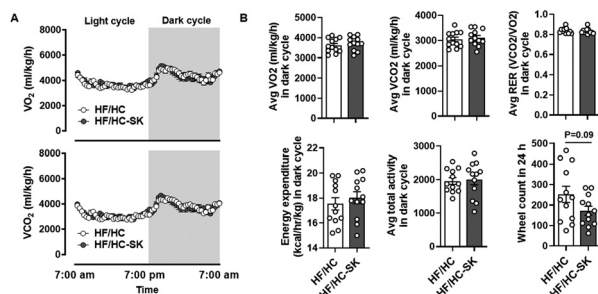 A
Light cycle
Dark cycle
VO2 (ml/kg/h)
8000
6000
4000
2000
0
HF/HC
HF/HC-SK
VCO2 (ml/kg/h)
8000
6000
4000
2000
0
HF/HC
HF/HC-SK
7:00 am
7:00 pm
7:00 am
Time
B
Avg VO2 (ml/kg/h)
in dark cycle
5000
4000
3000
2000
1000
0
Avg VCO2 (ml/kg/h)
in dark cycle
4000
3000
2000
1000
0
Avg RER (VCO2/VO2)
in dark cycle
1.0
0.8
0.6
0.4
0.2
0.0
Energy expenditure
(kcal/hr/kg) in dark cycle
22
20
18
16
14
HF/HC
HF/HC-SK
Avg total activity
in dark cycle
4000
3000
2000
1000
0
HF/HC
HF/HC-SK
Wheel count in 24 h
P=0.09
500
400
300
200
100
0
HF/HC
HF/HC-SK